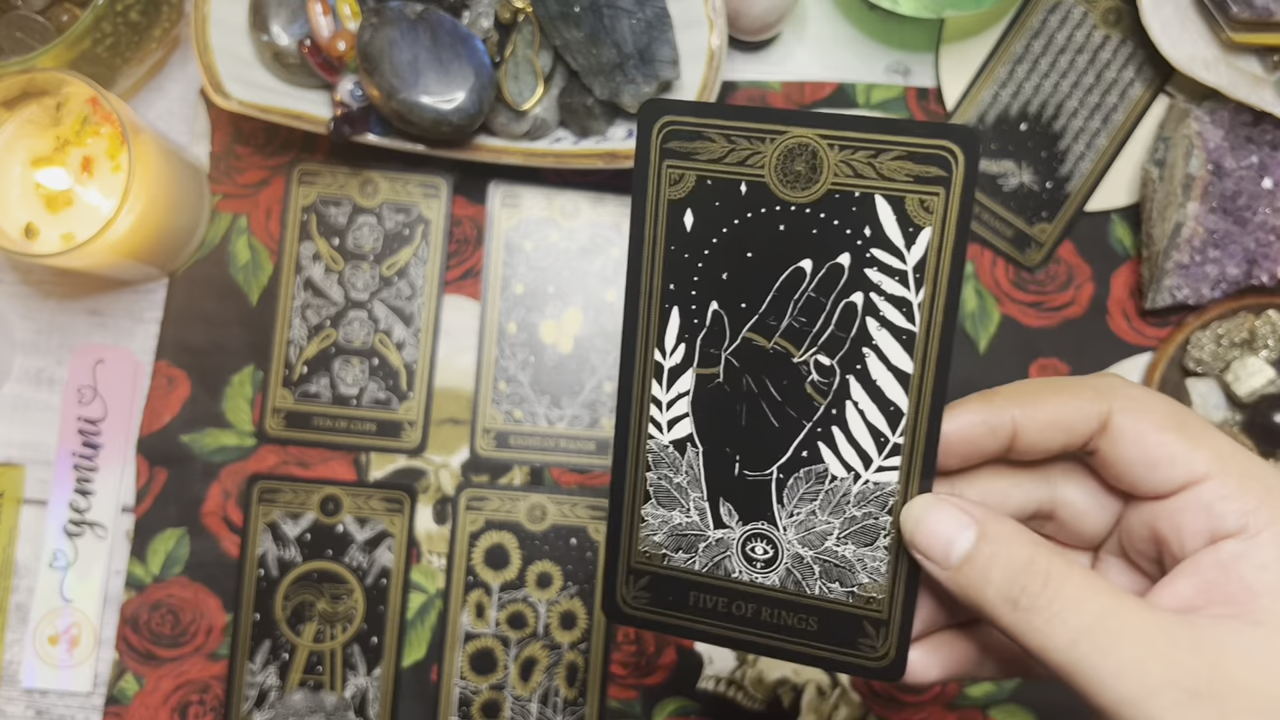 TEN OF CUPS
EIGHT OF WANDS
FIVE OF RINGS
gemini